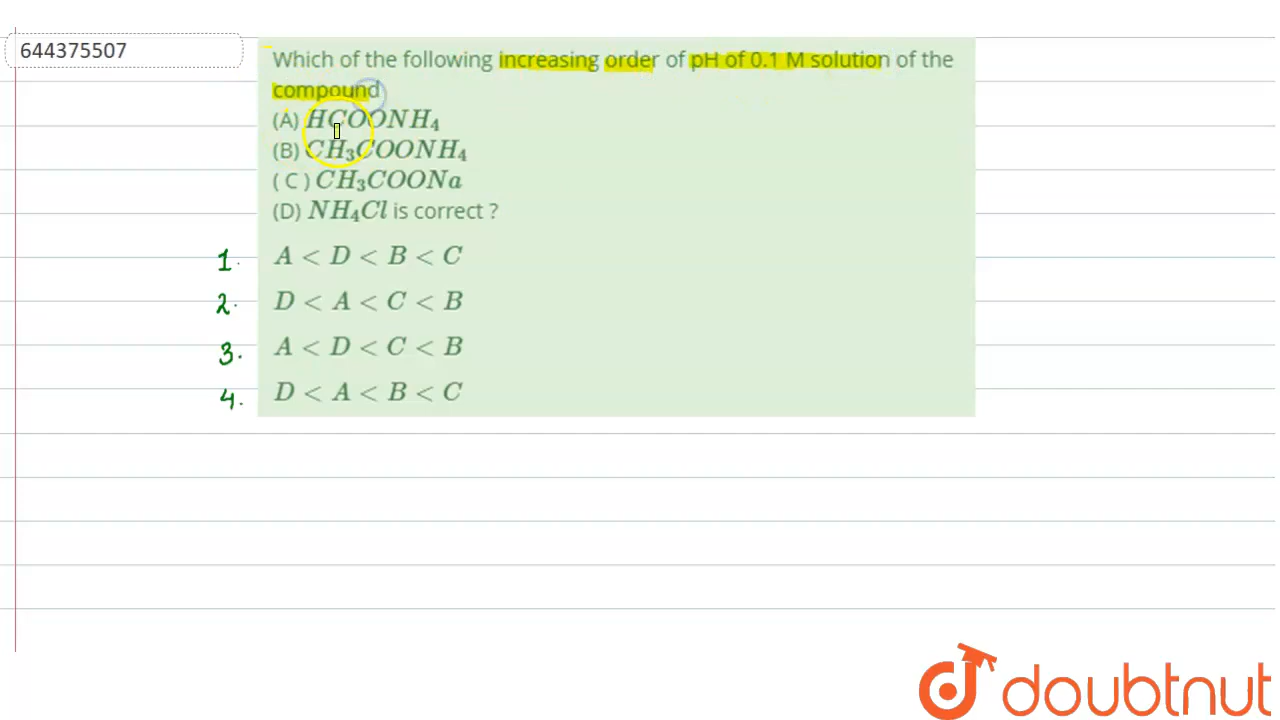 644375507
Which of the following increasing order of pH of 0.1 M solution of the
compound
(A) HCOONH₄
(B) CH₃COONH₄
( C ) CH₃COONa
(D) NH₄Cl is correct ?
1. A < D < B < C
2. D < A < C < B
3. A < D < C < B
4. D < A < B < C
doubtnut